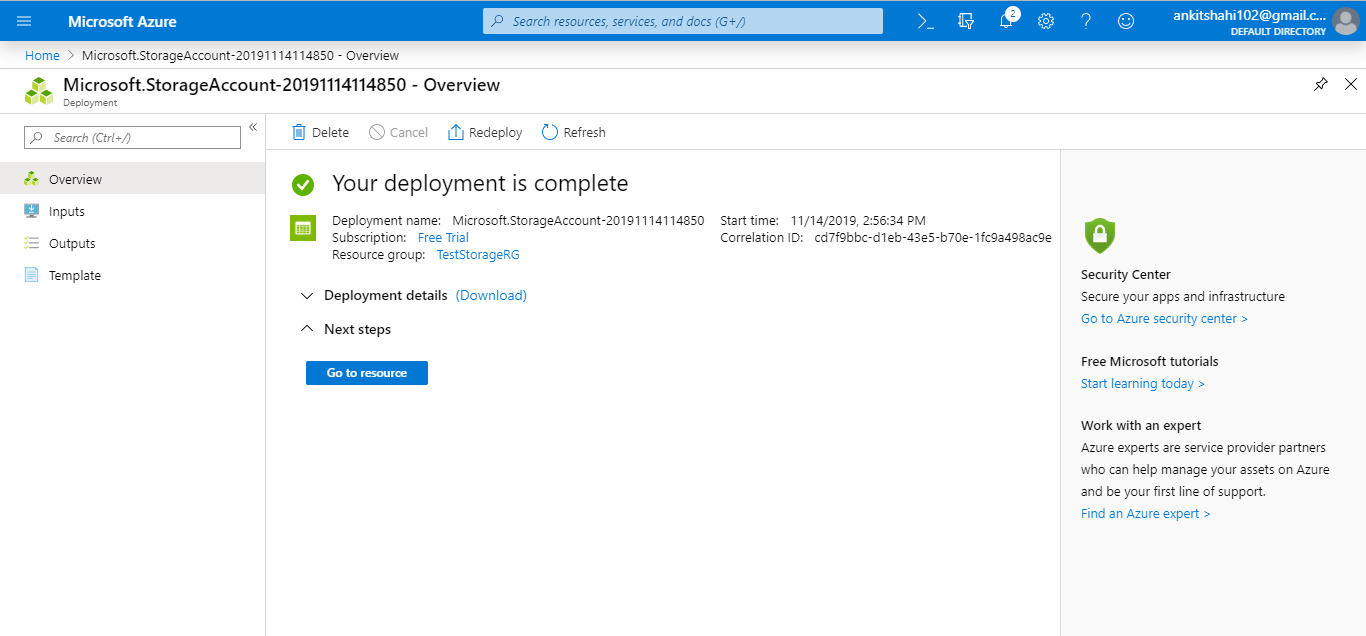 Microsoft Azure
Search resources, services, and docs (G+/)
2
ankitshahi102@gmail.c...
DEFAULT DIRECTORY
Home > Microsoft.StorageAccount-20191114114850 - Overview
Microsoft.StorageAccount-20191114114850 - Overview
Deployment
Search (Ctrl+/)
«
Overview
Inputs
Outputs
Template
Delete Cancel Redeploy Refresh
Your deployment is complete
Deployment name: Microsoft.StorageAccount-20191114114850
Subscription: Free Trial
Resource group: TestStorageRG
Start time: 11/14/2019, 2:56:34 PM
Correlation ID: cd7f9bbc-d1eb-43e5-b70e-1fc9a498ac9e
Deployment details (Download)
Next steps
Go to resource
Security Center
Secure your apps and infrastructure
Go to Azure security center >
Free Microsoft tutorials
Start learning today >
Work with an expert
Azure experts are service provider partners
who can help manage your assets on Azure
and be your first line of support.
Find an Azure expert >